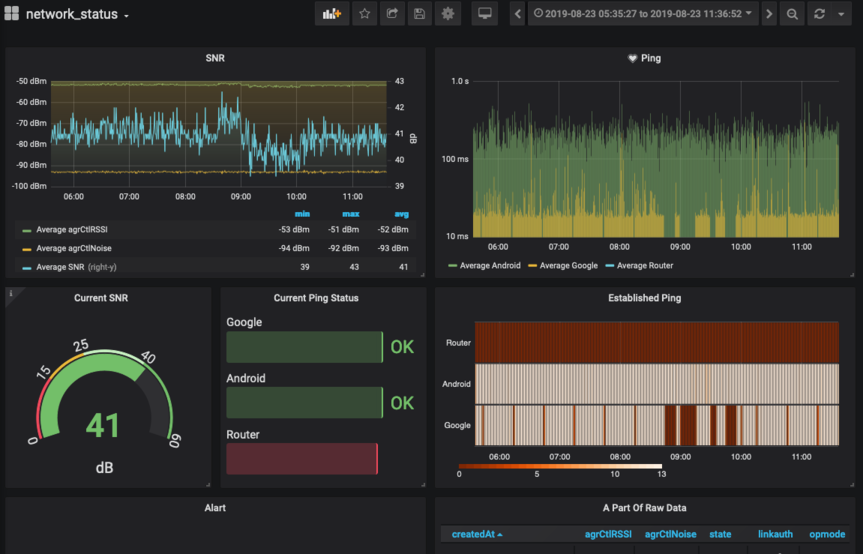 network_status
2019-08-23 05:35:27 to 2019-08-23 11:36:52
SNR
-50 dBm
-60 dBm
-70 dBm
-80 dBm
-90 dBm
-100 dBm
43
42
41
40
39
dB
06:00 07:00 08:00 09:00 10:00 11:00
min max avg
Average agrCtlRSSI -53 dBm -51 dBm -52 dBm
Average agrCtlNoise -94 dBm -92 dBm -93 dBm
Average SNR (right-y) 39 43 41
Ping
1.0 s
100 ms
10 ms
06:00 07:00 08:00 09:00 10:00 11:00
Average Android Average Google Average Router
i
Current SNR
0
15
25
40
60
41
dB
Current Ping Status
Google
OK
Android
OK
Router
Established Ping
Router
Android
Google
06:00 07:00 08:00 09:00 10:00 11:00
0 5 10 13
Alart
A Part Of Raw Data
createdAt agrCtlRSSI agrCtlNoise state linkauth opmode